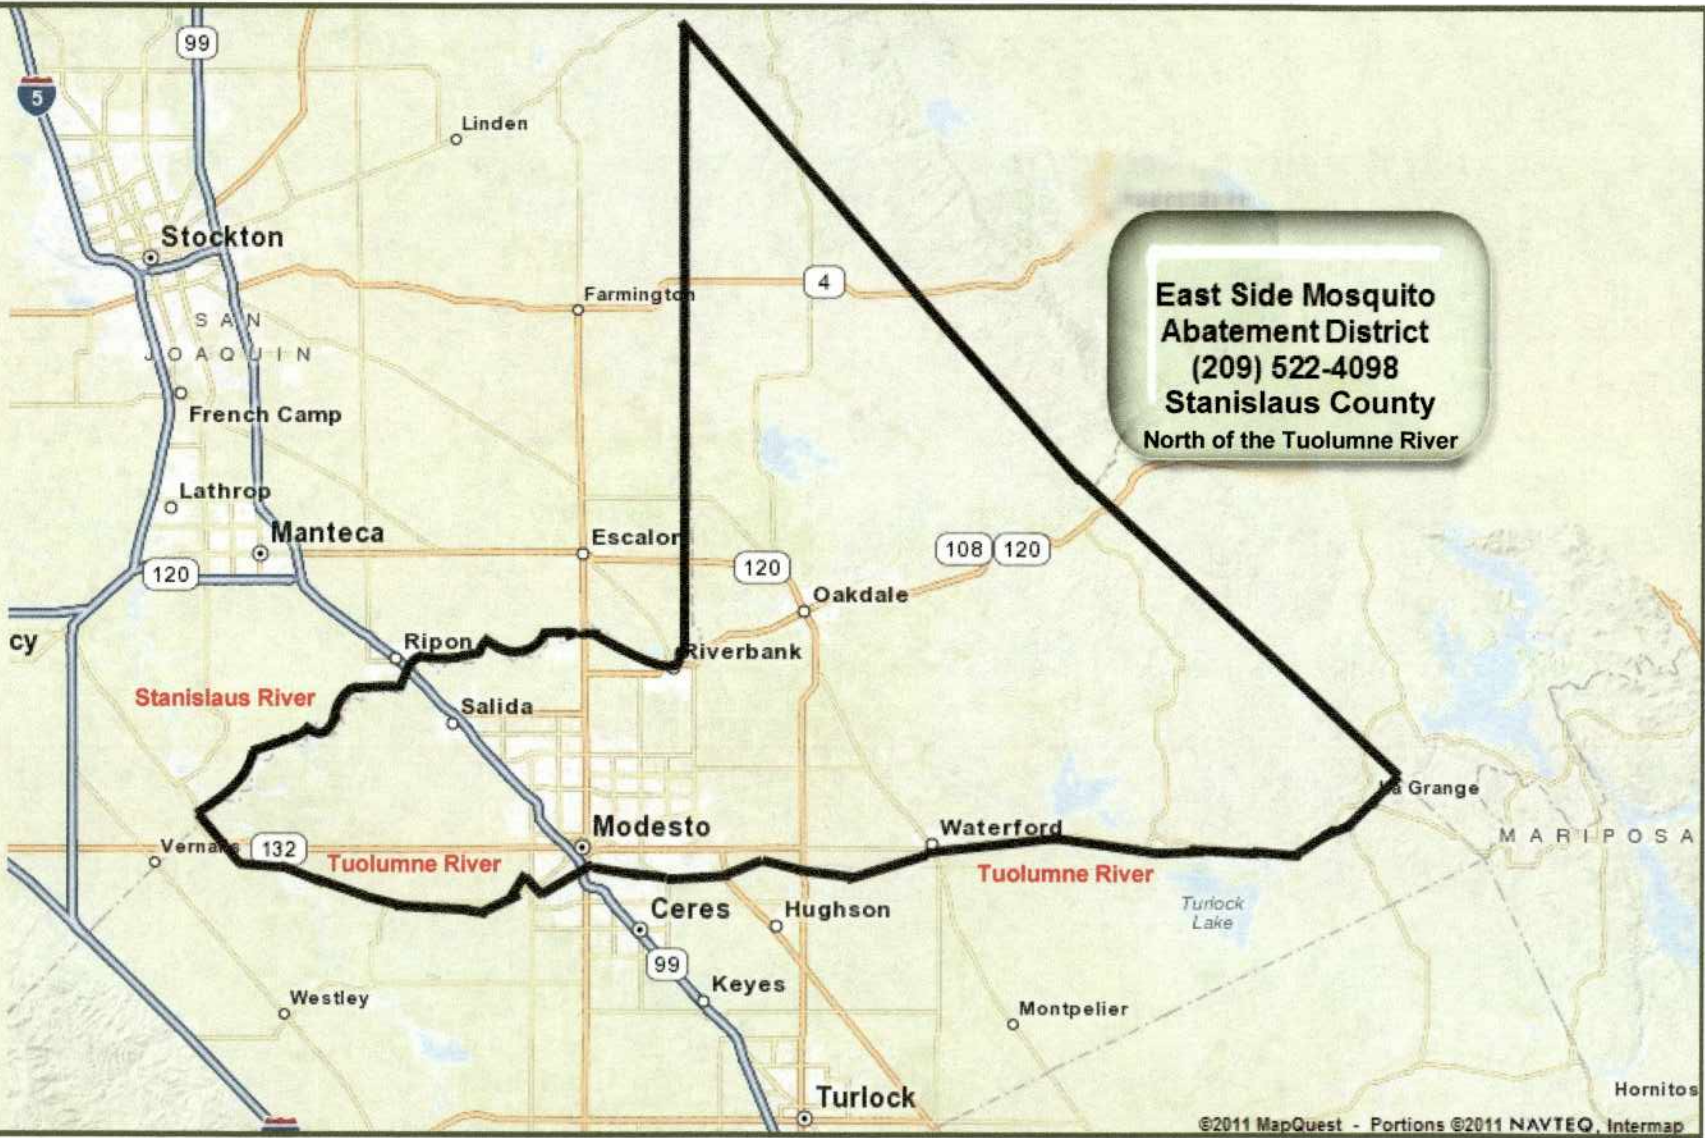 99
5
Linden
Stockton
Farmington
4
East Side Mosquito
Abatement District
(209) 522-4098
Stanislaus County
North of the Tuolumne River
SAN
JOAQUIN
French Camp
Lathrop
Manteca
Escalon
108
120
120
120
Oakdale
cy
Ripon
Riverbank
Stanislaus River
Salida
La Grange
Modesto
Waterford
MARIPOSA
132
Tuolumne River
Tuolumne River
Ceres
Hughson
Turlock
Lake
99
Keyes
Westley
Montpelier
Turlock
Hornitos
©2011 MapQuest - Portions ©2011 NAVTEQ, Intermap